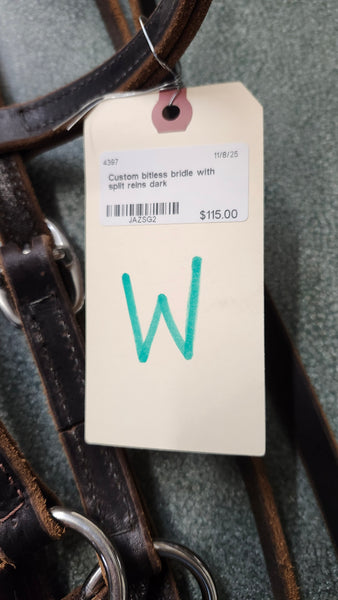 4397 11/8/25
Custom bitless bridle with
split reins dark
JAZSG2 $115.00
W